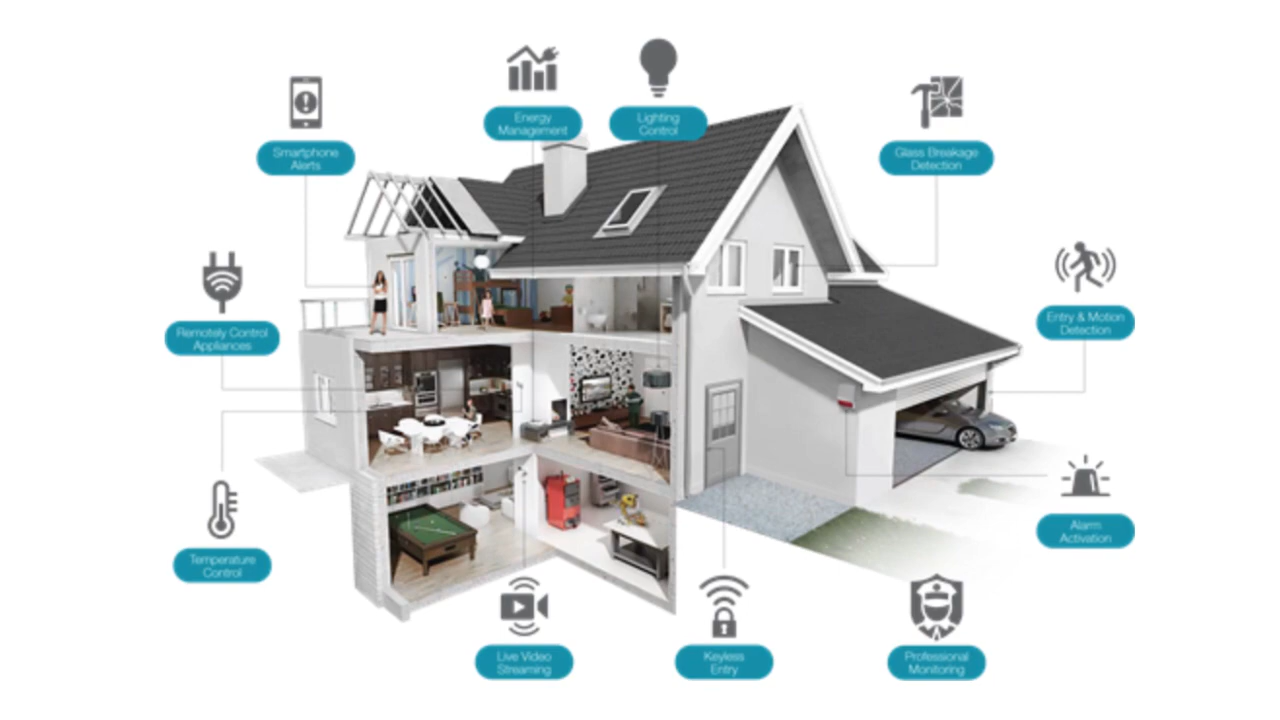 Energy
Management
Lighting
Control
Smartphone
Alerts
Glass Breakage
Detection
Remotely Control
Appliances
Entry & Motion
Detection
Temperature
Control
Alarm
Activation
Live Video
Streaming
Keyless
Entry
Professional
Monitoring